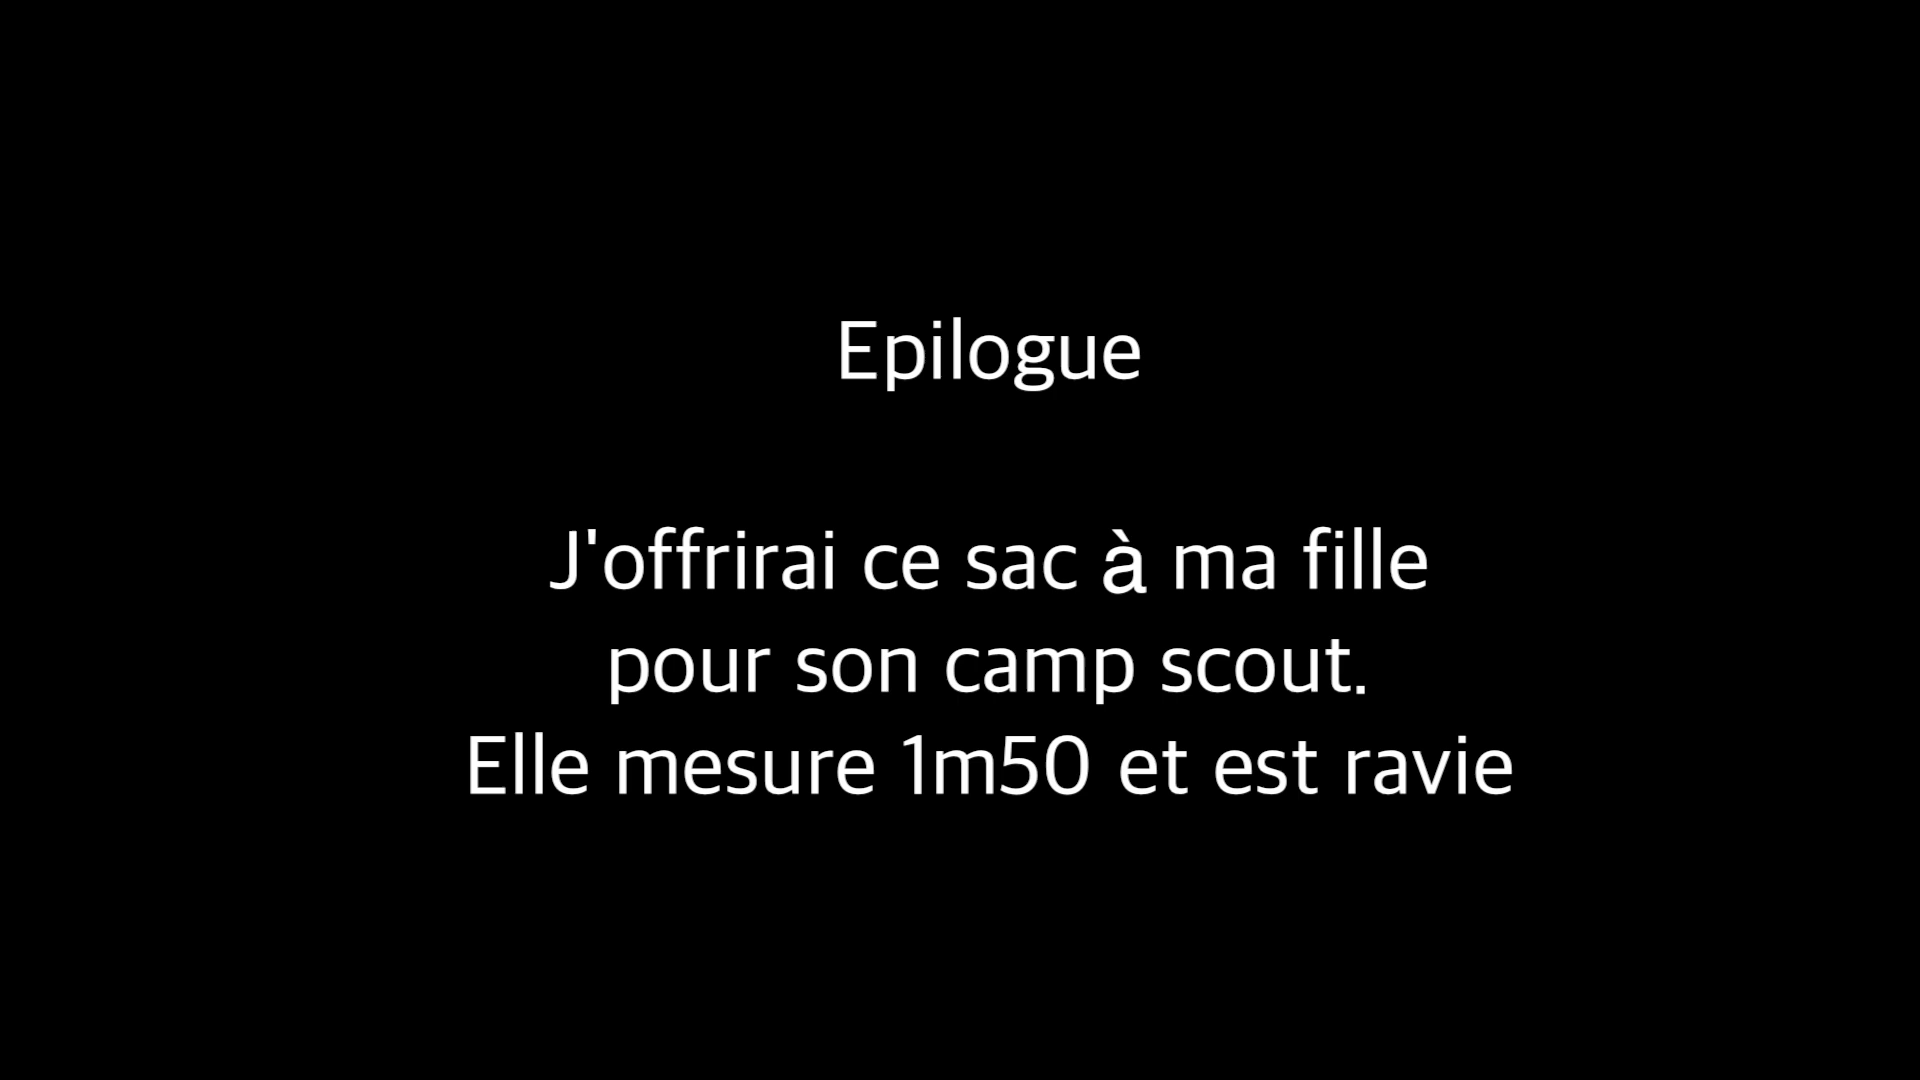 Epilogue
J'offrirai ce sac à ma fille
pour son camp scout.
Elle mesure 1m50 et est ravie